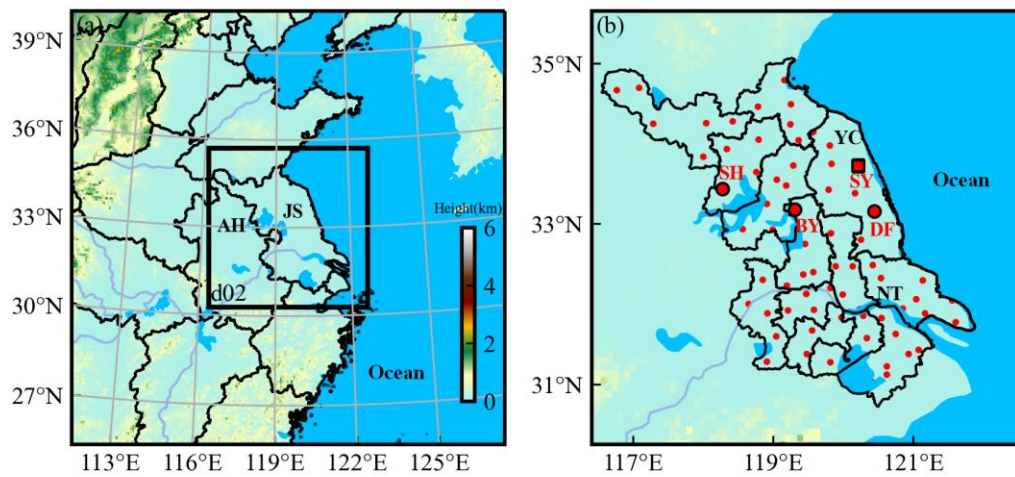 (a)
39°N
36°N
33°N
30°N
27°N
113°E
116°E
119°E
122°E
125°E
AH
JS
d02
Ocean
Height(km)
6
4
2
0
(b)
35°N
33°N
31°N
117°E
119°E
121°E
YC
SH
SY
BY
DF
NT
Ocean